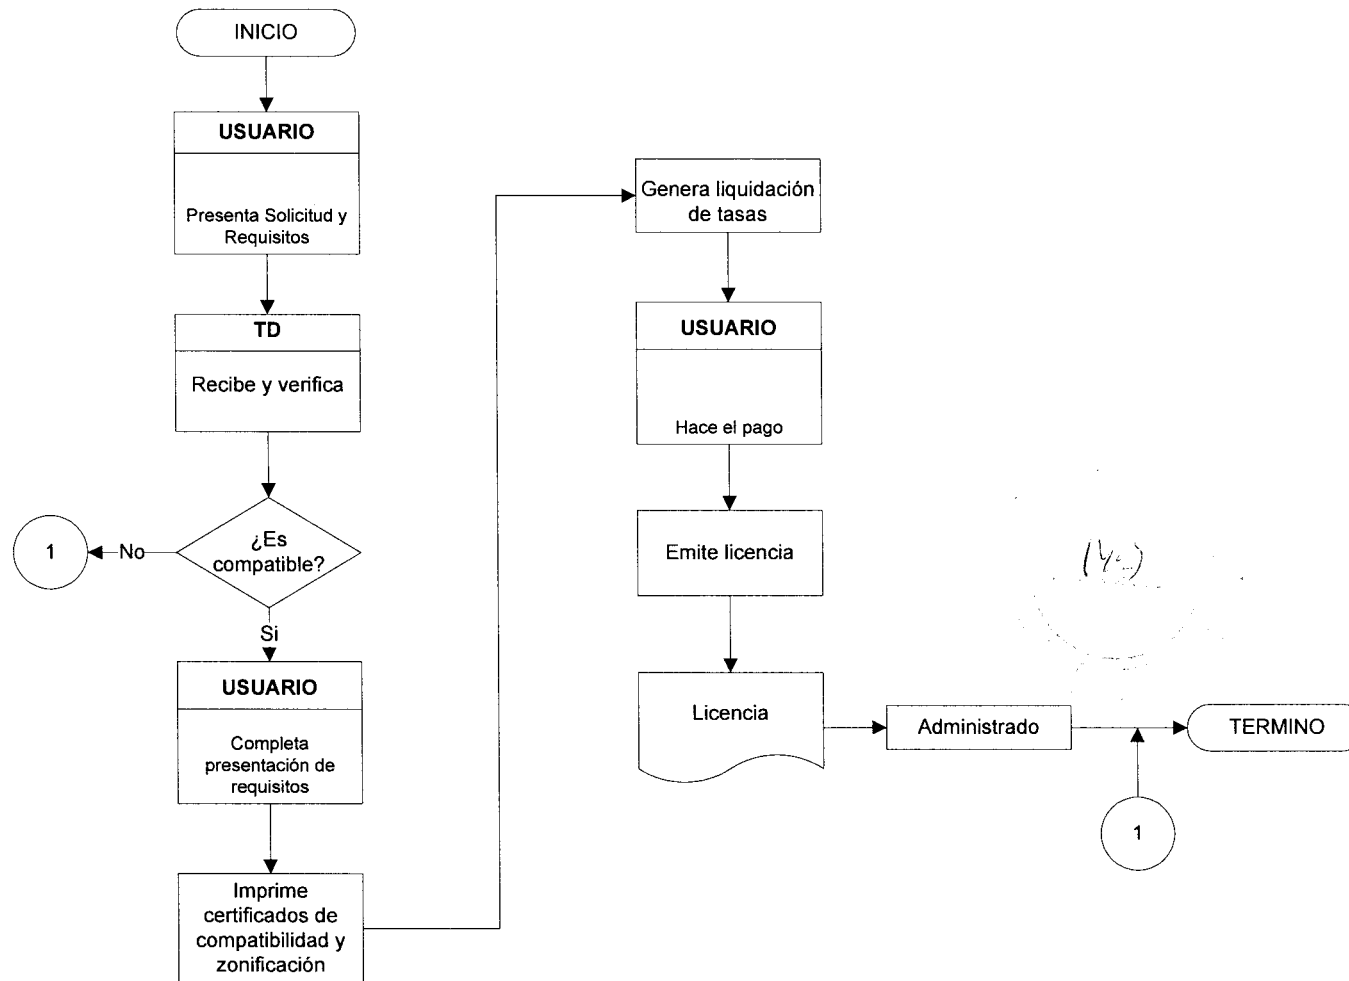 INICIO
USUARIO
Presenta Solicitud y
Requisitos
TD
Recibe y verifica
¿Es
compatible?
No
1
Si
USUARIO
Completa
presentación de
requisitos
Imprime
certificados de
compatibilidad y
zonificación
Genera liquidación
de tasas
USUARIO
Hace el pago
Emite licencia
Licencia
Administrado
TERMINO
1